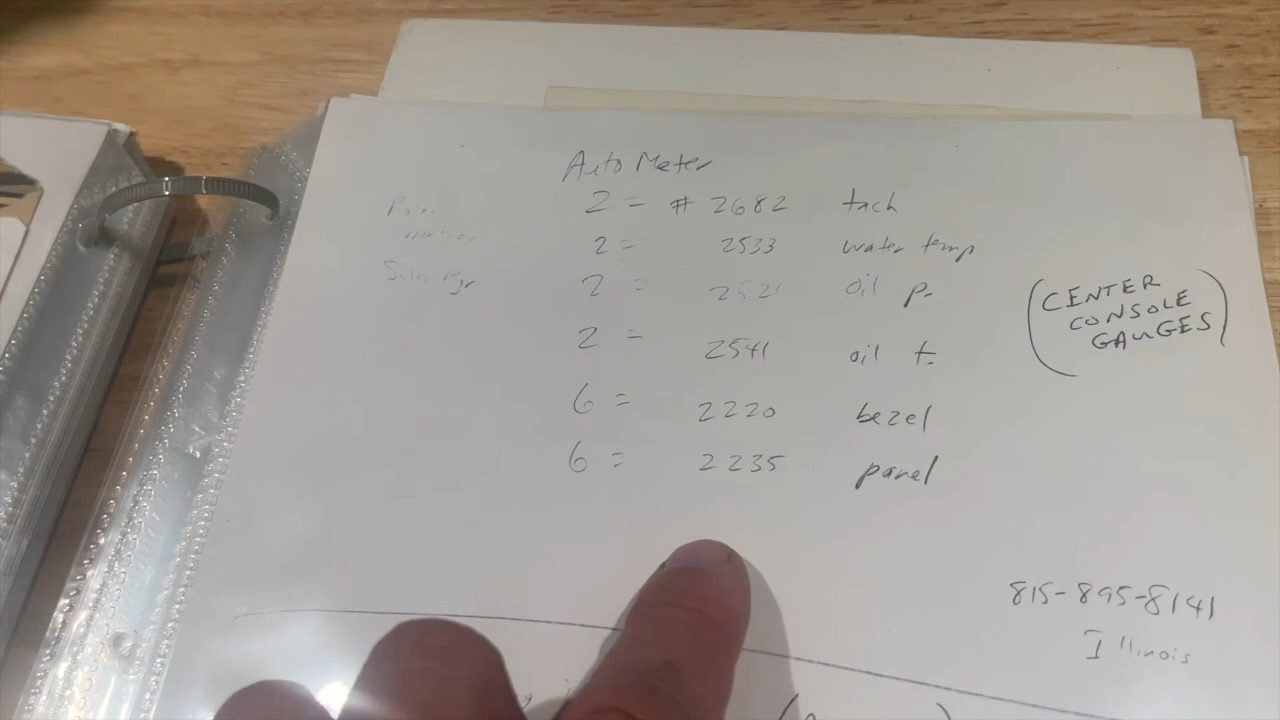 Auto Meter
2 = # 2682 tach
2 = 2533 water temp
2 = 2521 oil p.
2 = 2541 oil t.
6 = 2220 bezel
6 = 2235 panel
(CENTER
CONSOLE
GAUGES)
815-895-8141
Illinois